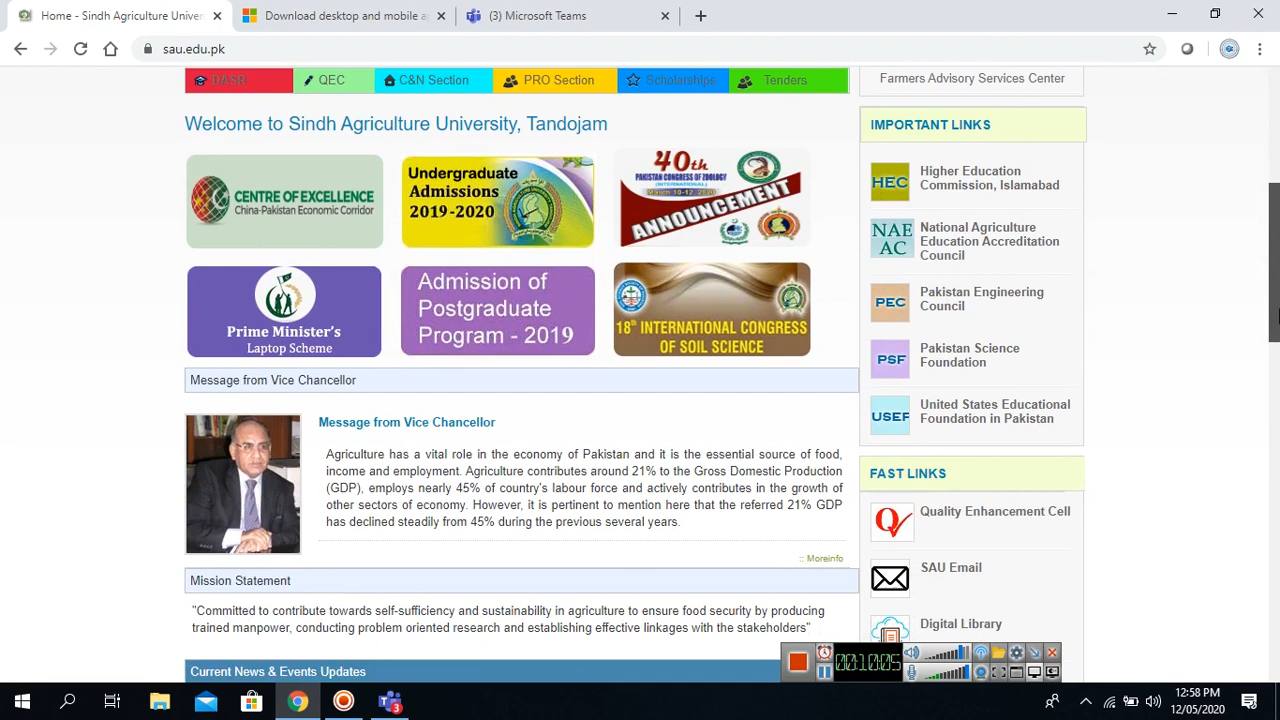 Home - Sindh Agriculture Univer
Download desktop and mobile a
(3) Microsoft Teams
sau.edu.pk
DASR
QEC
C&N Section
PRO Section
Scholarships
Tenders
Farmers Advisory Services Center
Welcome to Sindh Agriculture University, Tandojam
CENTRE OF EXCELLENCE
China-Pakistan Economic Corridor
Undergraduate
Admissions
2019-2020
40th
PAKISTAN CONGRESS OF ZOOLOGY
(INTERNATIONAL)
March 10-12, 2020
ANNOUNCEMENT
Prime Minister's
Laptop Scheme
Admission of
Postgraduate
Program - 2019
18th INTERNATIONAL CONGRESS
OF SOIL SCIENCE
Message from Vice Chancellor
Message from Vice Chancellor
Agriculture has a vital role in the economy of Pakistan and it is the essential source of food,
income and employment. Agriculture contributes around 21% to the Gross Domestic Production
(GDP), employs nearly 45% of country's labour force and actively contributes in the growth of
other sectors of economy. However, it is pertinent to mention here that the referred 21% GDP
has declined steadily from 45% during the previous several years.
:: Moreinfo
Mission Statement
"Committed to contribute towards self-sufficiency and sustainability in agriculture to ensure food security by producing
trained manpower, conducting problem oriented research and establishing effective linkages with the stakeholders"
Current News & Events Updates
IMPORTANT LINKS
HEC
Higher Education
Commission, Islamabad
NAE
AC
National Agriculture
Education Accreditation
Council
PEC
Pakistan Engineering
Council
PSF
Pakistan Science
Foundation
USEF
United States Educational
Foundation in Pakistan
FAST LINKS
Quality Enhancement Cell
SAU Email
Digital Library
00:10:05
3
12:58 PM
12/05/2020